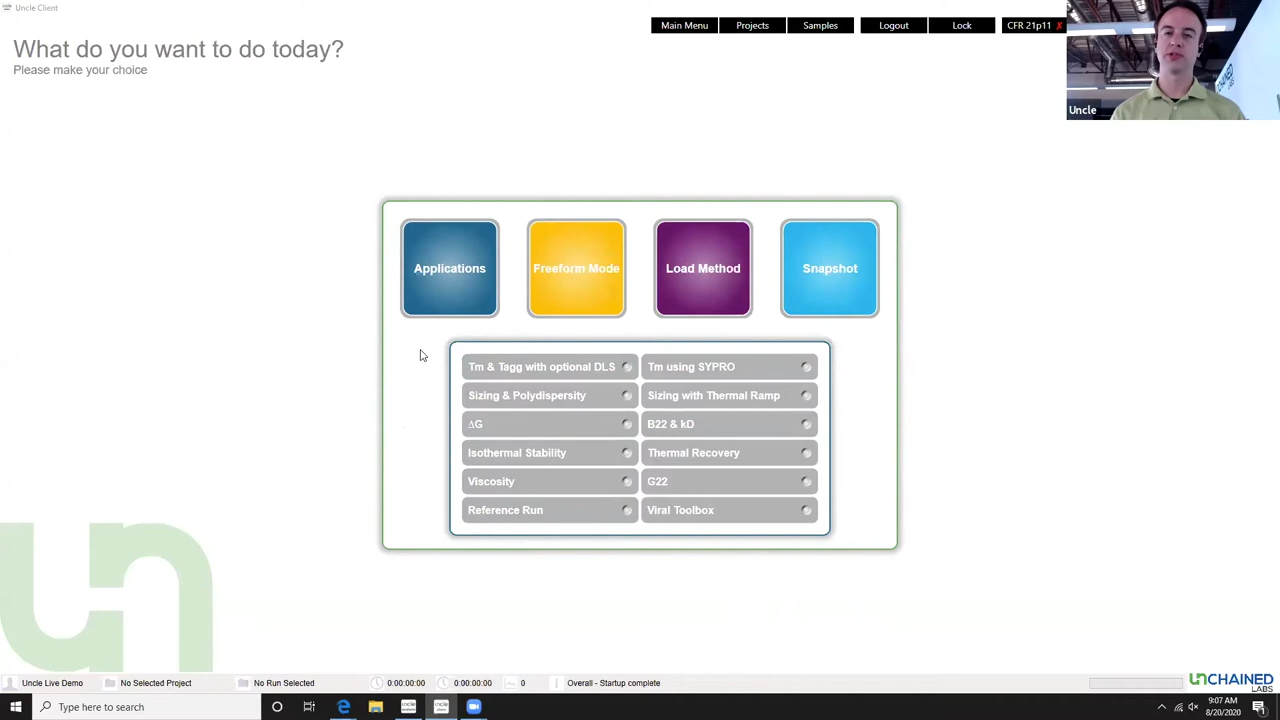 Uncle Client
Main Menu Projects Samples Logout Lock CFR 21p11 ✗
What do you want to do today?
Please make your choice
UNCHAINED
LABS
Uncle
Applications Freeform Mode Load Method Snapshot
Tm & Tagg with optional DLS Tm using SYPRO
Sizing & Polydispersity Sizing with Thermal Ramp
ΔG B22 & kD
Isothermal Stability Thermal Recovery
Viscosity G22
Reference Run Viral Toolbox
un
Uncle Live Demo No Selected Project No Run Selected 0:00:00:00 0:00:00:00 0 Overall - Startup complete
UNCHAINED
LABS
Type here to search
9:07 AM
8/20/2020